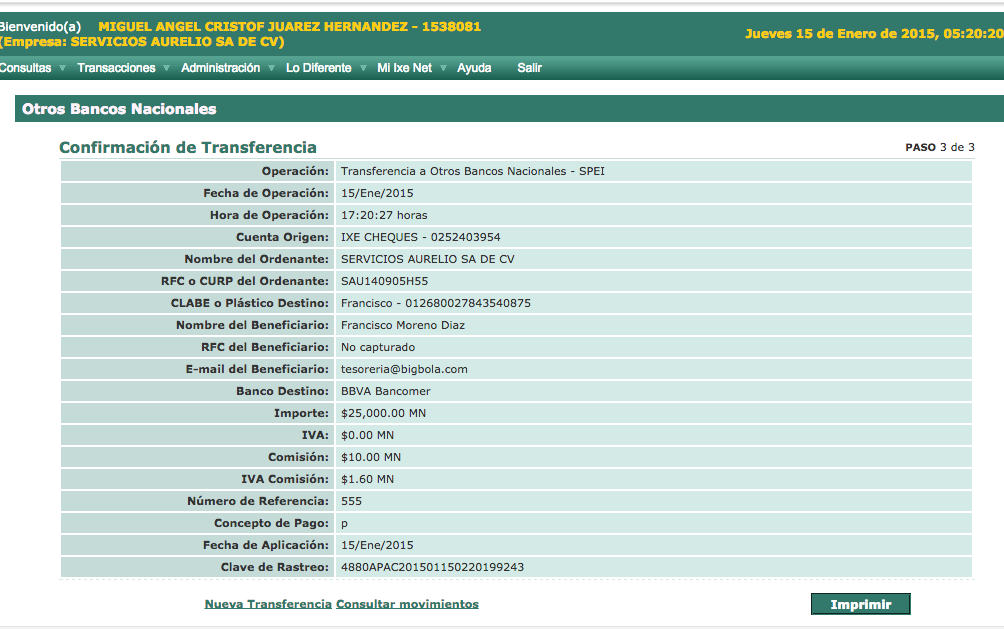 Bienvenido(a) MIGUEL ANGEL CRISTOF JUAREZ HERNANDEZ - 1538081
(Empresa: SERVICIOS AURELIO SA DE CV)
Jueves 15 de Enero de 2015, 05:20:20
Consultas Transacciones Administración Lo Diferente Mi Ixe Net Ayuda Salir
Otros Bancos Nacionales
Confirmación de Transferencia PASO 3 de 3
Operación: Transferencia a Otros Bancos Nacionales - SPEI
Fecha de Operación: 15/Ene/2015
Hora de Operación: 17:20:27 horas
Cuenta Origen: IXE CHEQUES - 0252403954
Nombre del Ordenante: SERVICIOS AURELIO SA DE CV
RFC o CURP del Ordenante: SAU140905H55
CLABE o Plástico Destino: Francisco - 012680027843540875
Nombre del Beneficiario: Francisco Moreno Diaz
RFC del Beneficiario: No capturado
E-mail del Beneficiario: tesoreria@bigbola.com
Banco Destino: BBVA Bancomer
Importe: $25,000.00 MN
IVA: $0.00 MN
Comisión: $10.00 MN
IVA Comisión: $1.60 MN
Número de Referencia: 555
Concepto de Pago: p
Fecha de Aplicación: 15/Ene/2015
Clave de Rastreo: 4880APAC201501150220199243
Nueva Transferencia Consultar movimientos Imprimir